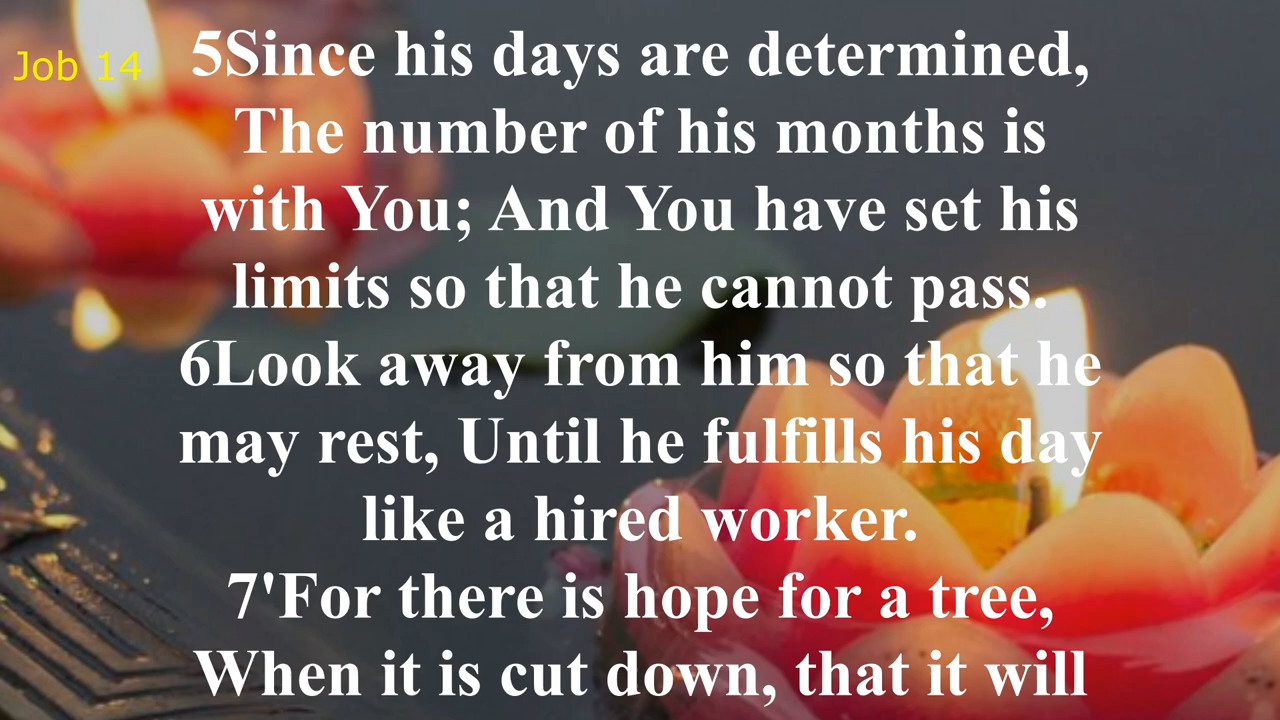 Job 14
5Since his days are determined,
The number of his months is
with You; And You have set his
limits so that he cannot pass.
6Look away from him so that he
may rest, Until he fulfills his day
like a hired worker.
7'For there is hope for a tree,
When it is cut down, that it will